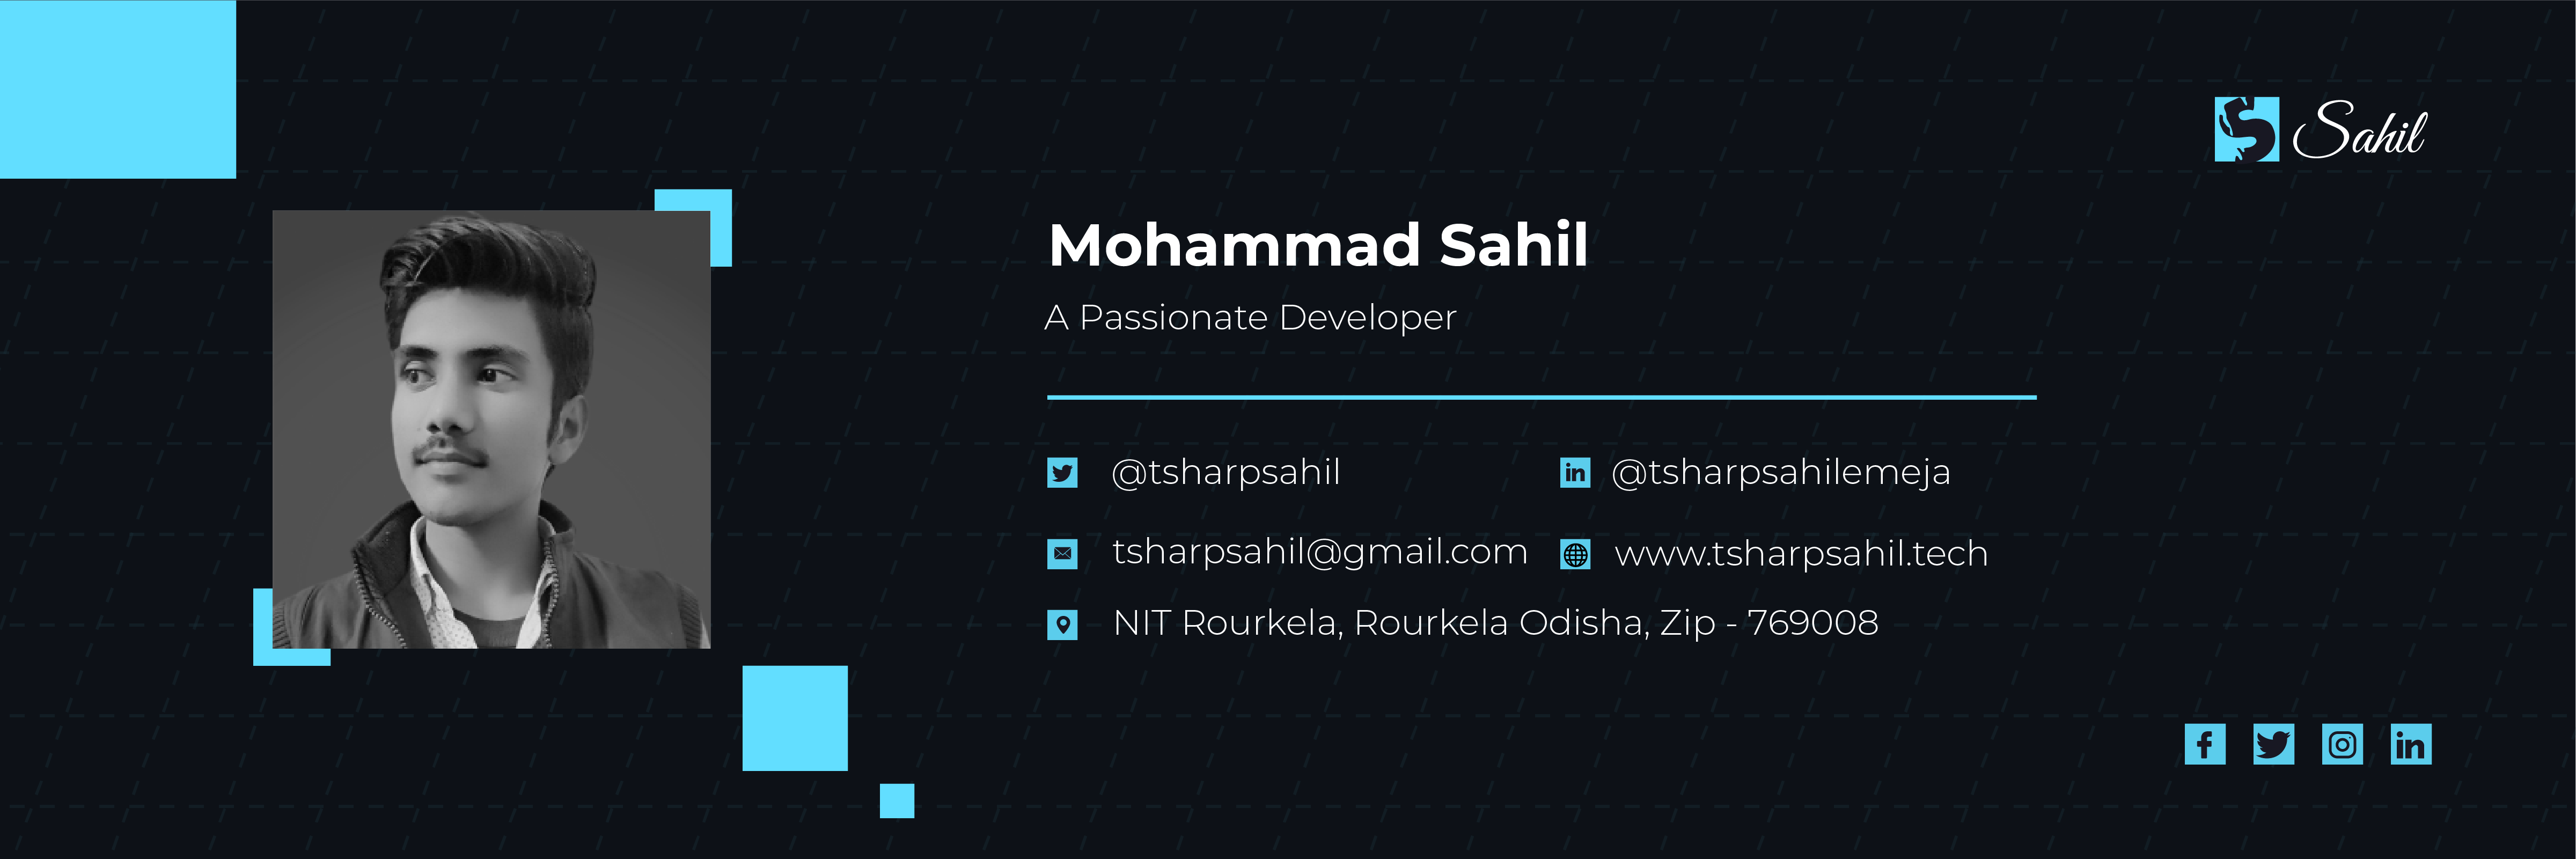 Sahil
Mohammad Sahil
A Passionate Developer
@tsharpsahil
@tsharpsahilemeja
tsharpsahil@gmail.com
www.tsharpsahil.tech
NIT Rourkela, Rourkela Odisha, Zip - 769008